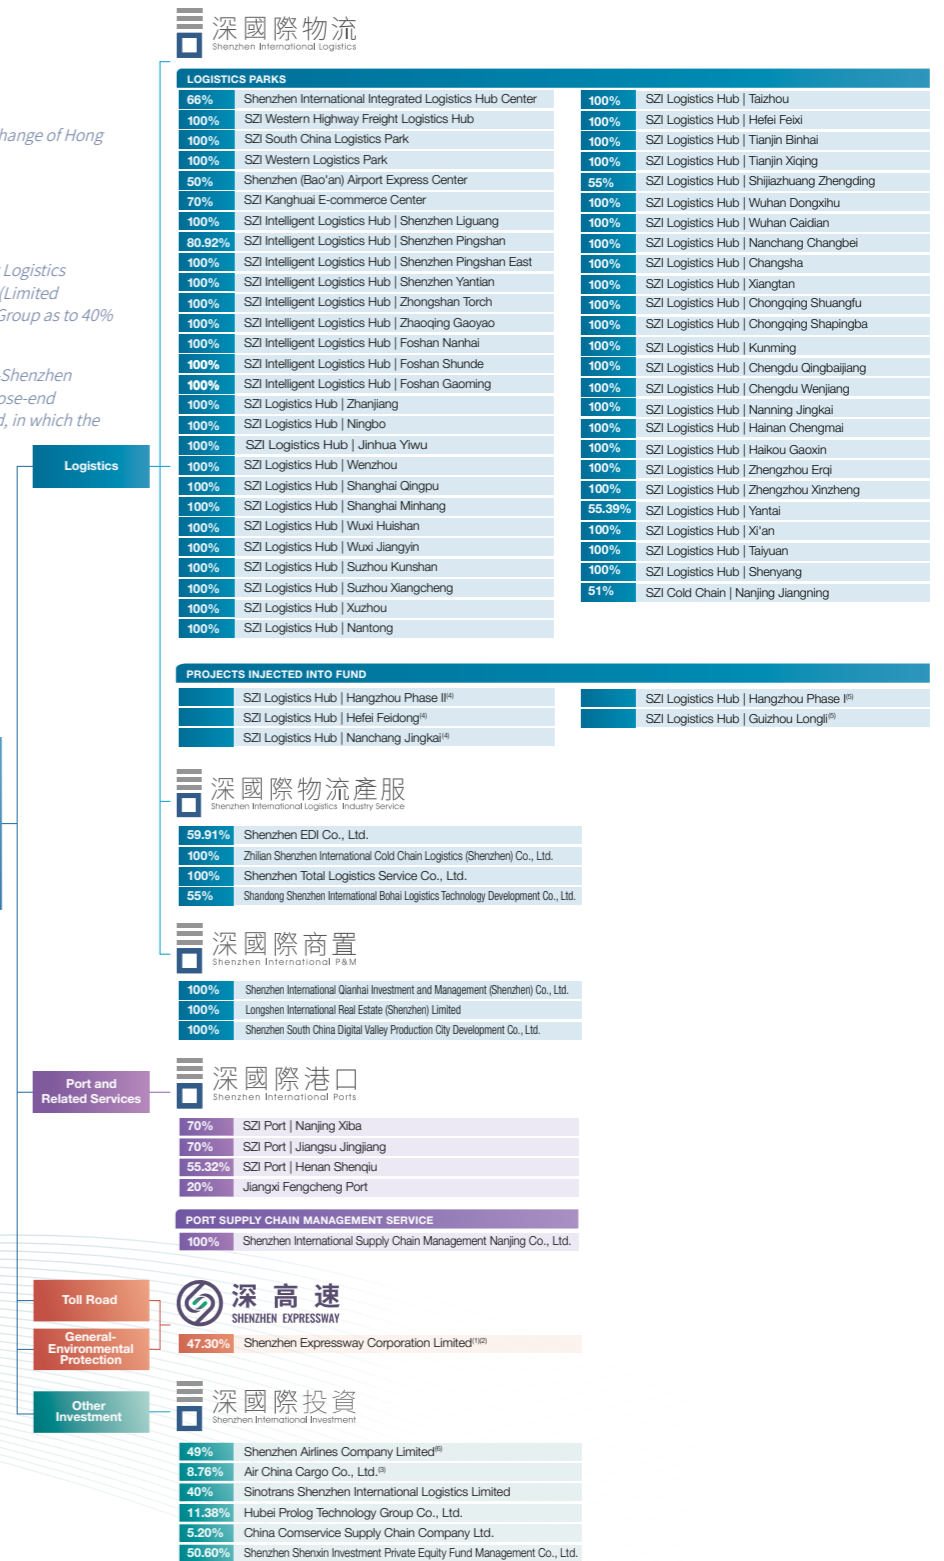 hange of Hong
Logistics
(Limited
Group as to 40%
-Shenzhen
ose-end
d, in which the
深國際物流
Shenzhen International Logistics
LOGISTICS PARKS
66% Shenzhen International Integrated Logistics Hub Center
100% SZI Western Highway Freight Logistics Hub
100% SZI South China Logistics Park
100% SZI Western Logistics Park
50% Shenzhen (Bao'an) Airport Express Center
70% SZI Kanghuai E-commerce Center
100% SZI Intelligent Logistics Hub | Shenzhen Liguang
80.92% SZI Intelligent Logistics Hub | Shenzhen Pingshan
100% SZI Intelligent Logistics Hub | Shenzhen Pingshan East
100% SZI Intelligent Logistics Hub | Shenzhen Yantian
100% SZI Intelligent Logistics Hub | Zhongshan Torch
100% SZI Intelligent Logistics Hub | Zhaoqing Gaoyao
100% SZI Intelligent Logistics Hub | Foshan Nanhai
100% SZI Intelligent Logistics Hub | Foshan Shunde
100% SZI Intelligent Logistics Hub | Foshan Gaoming
100% SZI Logistics Hub | Zhanjiang
100% SZI Logistics Hub | Ningbo
100% SZI Logistics Hub | Jinhua Yiwu
100% SZI Logistics Hub | Wenzhou
100% SZI Logistics Hub | Shanghai Qingpu
100% SZI Logistics Hub | Shanghai Minhang
100% SZI Logistics Hub | Wuxi Huishan
100% SZI Logistics Hub | Wuxi Jiangyin
100% SZI Logistics Hub | Suzhou Kunshan
100% SZI Logistics Hub | Suzhou Xiangcheng
100% SZI Logistics Hub | Xuzhou
100% SZI Logistics Hub | Nantong
100% SZI Logistics Hub | Taizhou
100% SZI Logistics Hub | Hefei Feixi
100% SZI Logistics Hub | Tianjin Binhai
100% SZI Logistics Hub | Tianjin Xiqing
55% SZI Logistics Hub | Shijiazhuang Zhengding
100% SZI Logistics Hub | Wuhan Dongxihu
100% SZI Logistics Hub | Wuhan Caidian
100% SZI Logistics Hub | Nanchang Changbei
100% SZI Logistics Hub | Changsha
100% SZI Logistics Hub | Xiangtan
100% SZI Logistics Hub | Chongqing Shuangfu
100% SZI Logistics Hub | Chongqing Shapingba
100% SZI Logistics Hub | Kunming
100% SZI Logistics Hub | Chengdu Qingbaijiang
100% SZI Logistics Hub | Chengdu Wenjiang
100% SZI Logistics Hub | Nanning Jingkai
100% SZI Logistics Hub | Hainan Chengmai
100% SZI Logistics Hub | Haikou Gaoxin
100% SZI Logistics Hub | Zhengzhou Erqi
100% SZI Logistics Hub | Zhengzhou Xinzheng
55.39% SZI Logistics Hub | Yantai
100% SZI Logistics Hub | Xi'an
100% SZI Logistics Hub | Taiyuan
100% SZI Logistics Hub | Shenyang
51% SZI Cold Chain | Nanjing Jiangning
Logistics
PROJECTS INJECTED INTO FUND
SZI Logistics Hub | Hangzhou Phase II(4)
SZI Logistics Hub | Hefei Feidong(4)
SZI Logistics Hub | Nanchang Jingkai(4)
SZI Logistics Hub | Hangzhou Phase I(5)
SZI Logistics Hub | Guizhou Longli(5)
深國際物流產服
Shenzhen International Logistics Industry Service
59.91% Shenzhen EDI Co., Ltd.
100% Zhilian Shenzhen International Cold Chain Logistics (Shenzhen) Co., Ltd.
100% Shenzhen Total Logistics Service Co., Ltd.
55% Shandong Shenzhen International Bohai Logistics Technology Development Co., Ltd.
深國際商置
Shenzhen International P&M
100% Shenzhen International Qianhai Investment and Management (Shenzhen) Co., Ltd.
100% Longshen International Real Estate (Shenzhen) Limited
100% Shenzhen South China Digital Valley Production City Development Co., Ltd.
Port and
Related Services
深國際港口
Shenzhen International Ports
70% SZI Port | Nanjing Xiba
70% SZI Port | Jiangsu Jingjiang
55.32% SZI Port | Henan Shenqiu
20% Jiangxi Fengcheng Port
PORT SUPPLY CHAIN MANAGEMENT SERVICE
100% Shenzhen International Supply Chain Management Nanjing Co., Ltd.
Toll Road
General-
Environmental
Protection
深高速
SHENZHEN EXPRESSWAY
47.30% Shenzhen Expressway Corporation Limited(1)(2)
Other
Investment
深國際投資
Shenzhen International Investment
49% Shenzhen Airlines Company Limited(6)
8.76% Air China Cargo Co., Ltd.(3)
40% Sinotrans Shenzhen International Logistics Limited
11.38% Hubei Prolog Technology Group Co., Ltd.
5.20% China Comservice Supply Chain Company Ltd.
50.60% Shenzhen Shenxin Investment Private Equity Fund Management Co., Ltd.